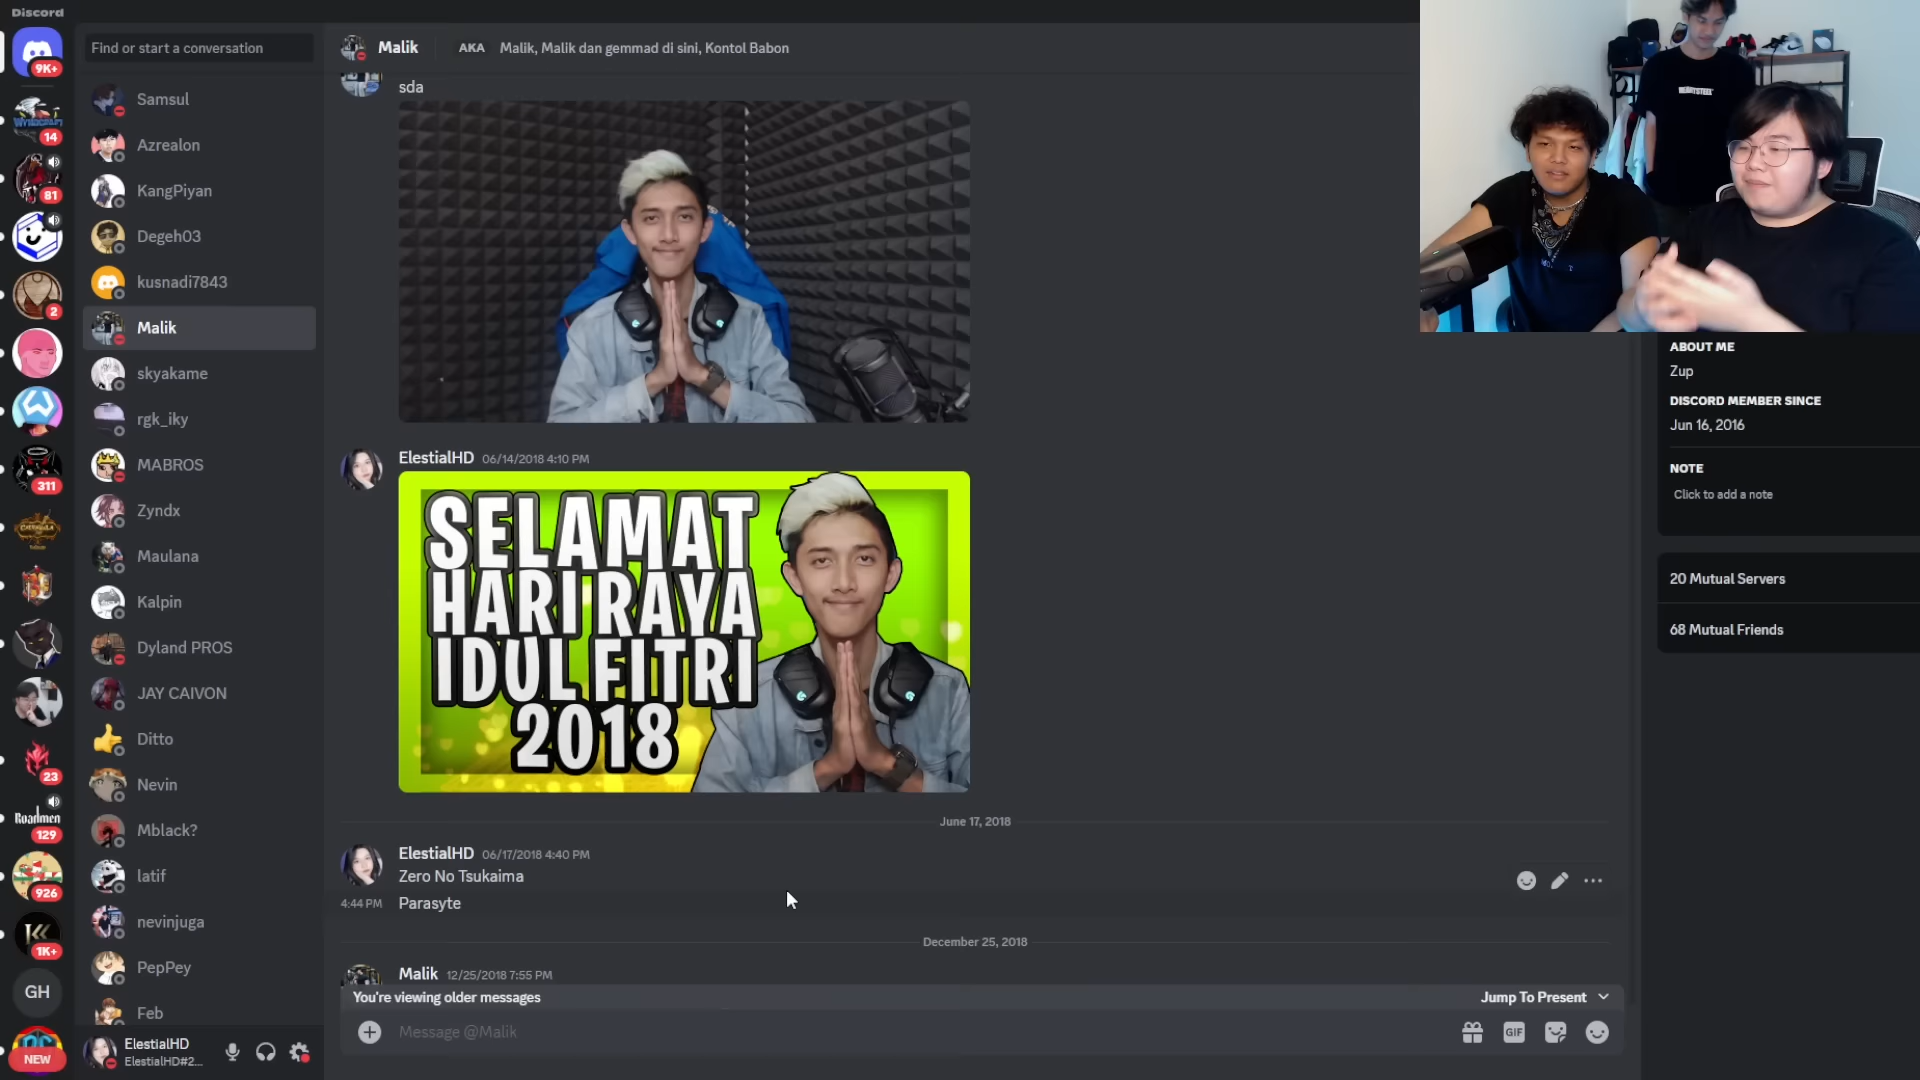 Discord
9K+
14
81
2
311
23
Roadmen
129
926
1K+
GH
NEW
Find or start a conversation
Samsul
Azrealon
KangPiyan
Degeh03
kusnadi7843
Malik
skyakame
rgk_iky
MABROS
Zyndx
Maulana
Kalpin
Dyland PROS
JAY CAIVON
Ditto
Nevin
Mblack?
latif
nevinjuga
PepPey
Feb
ElestialHD
ElestialHD#2...
Malik AKA Malik, Malik dan gemmad di sini, Kontol Babon
sda
ElestialHD 06/14/2018 4:10 PM
SELAMAT
HARI RAYA
IDUL FITRI
2018
June 17, 2018
ElestialHD 06/17/2018 4:40 PM
Zero No Tsukaima
4:44 PM Parasyte
December 25, 2018
Malik 12/25/2018 7:55 PM
You're viewing older messages
Jump To Present
Message @Malik
GIF
ABOUT ME
Zup
DISCORD MEMBER SINCE
Jun 16, 2016
NOTE
Click to add a note
20 Mutual Servers
68 Mutual Friends